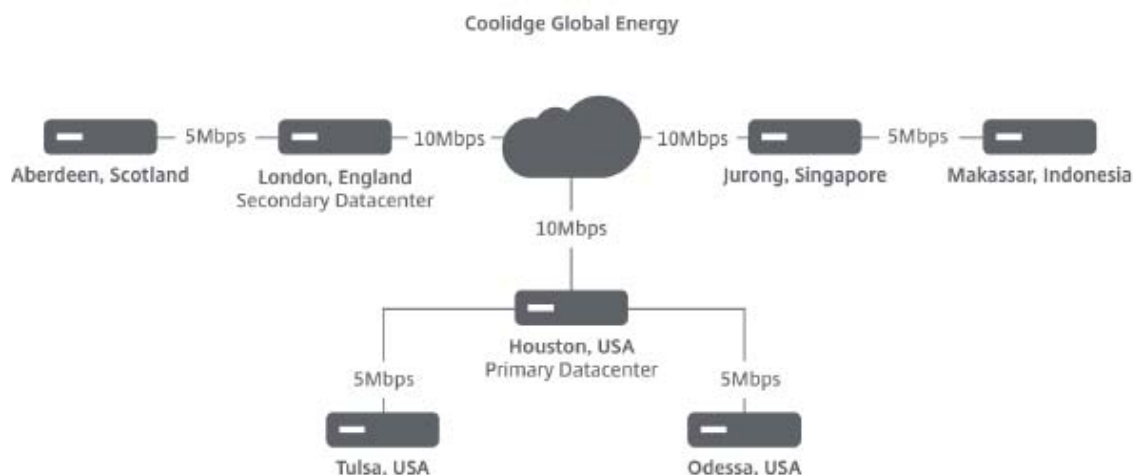 Coolidge Global Energy
5Mbps
10Mbps
10Mbps
5Mbps
Aberdeen, Scotland
London, England
Secondary Datacenter
Jurong, Singapore
Makassar, Indonesia
10Mbps
Houston, USA
Primary Datacenter
5Mbps
5Mbps
Tulsa, USA
Odessa, USA